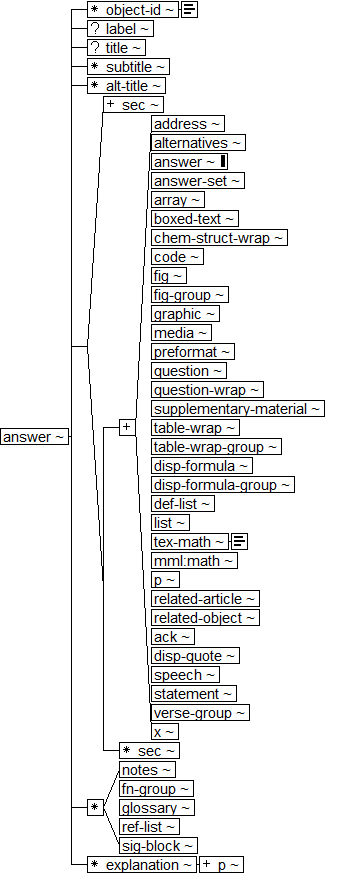 * object-id ~
? label ~
? title ~
* subtitle ~
* alt-title ~
+ sec ~
address ~
alternatives ~
answer ~
answer-set ~
array ~
boxed-text ~
chem-struct-wrap ~
code ~
fig ~
fig-group ~
graphic ~
media ~
preformat ~
question ~
question-wrap ~
supplementary-material ~
answer ~
+
table-wrap ~
table-wrap-group ~
disp-formula ~
disp-formula-group ~
def-list ~
list ~
tex-math ~
mml:math ~
p ~
related-article ~
related-object ~
ack ~
disp-quote ~
speech ~
statement ~
verse-group ~
x ~
* sec ~
notes ~
fn-group ~
*
glossary ~
ref-list ~
sig-block ~
* explanation ~ + p ~